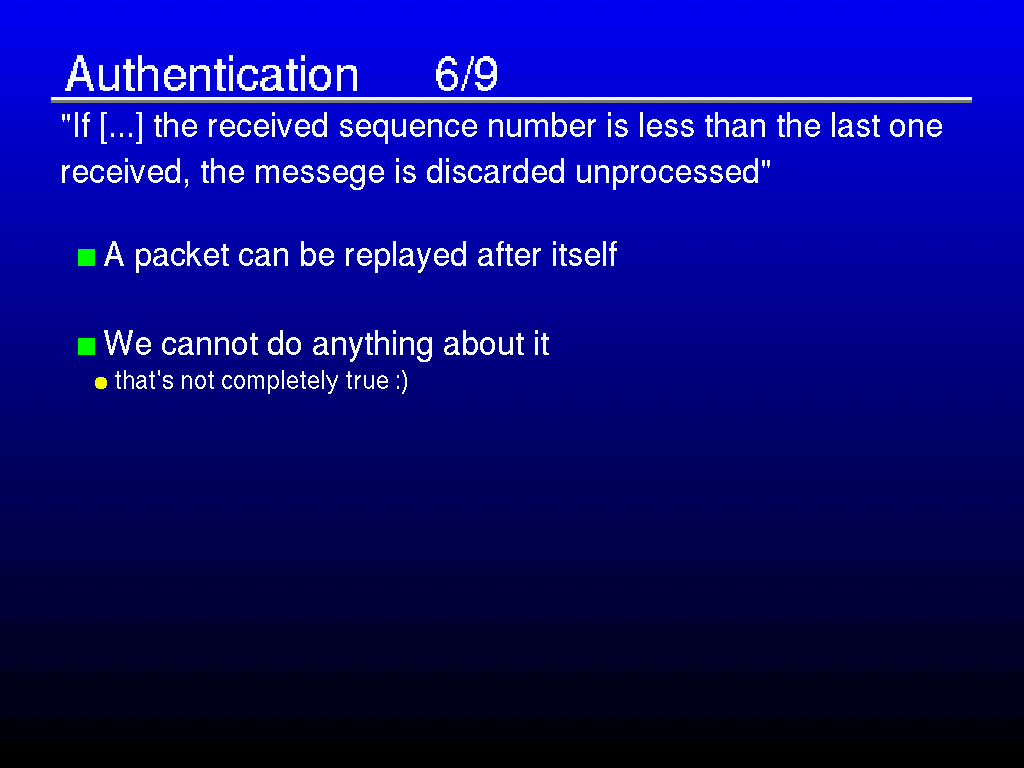 Authentication 6/9
"If [...] the received sequence number is less than the last one
received, the messege is discarded unprocessed"
A packet can be replayed after itself
We cannot do anything about it
that's not completely true :)